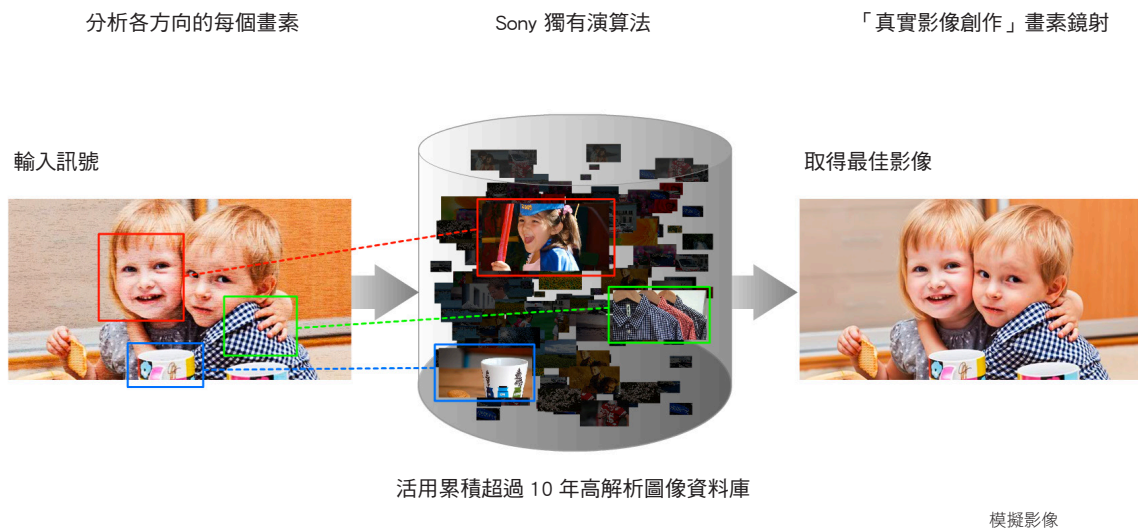 分析各方向的每個畫素
Sony 獨有演算法
「真實影像創作」畫素鏡射
輸入訊號
取得最佳影像
活用累積超過 10 年高解析圖像資料庫
模擬影像